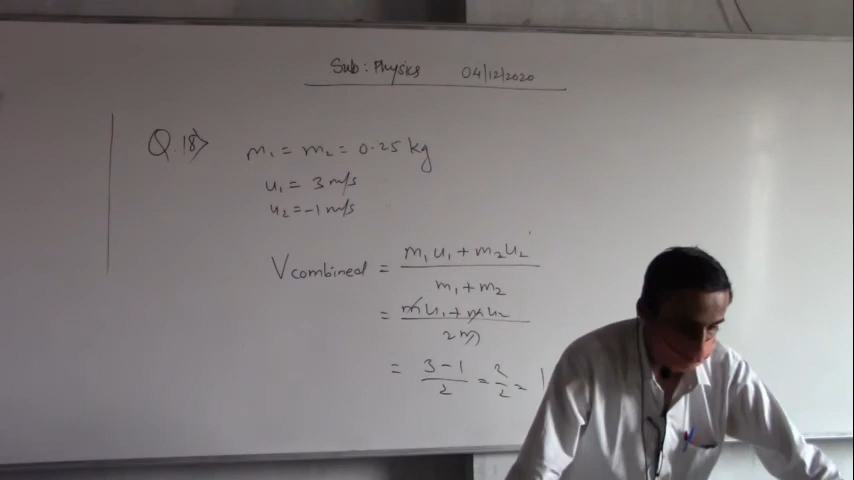 Sub: Physics 04/12/2020
Q.18>
m₁ = m₂ = 0.25 kg
u₁ = 3 m/s
u₂ = -1 m/s
Vcombined = m₁u₁ + m₂u₂
m₁ + m₂
= mu₁ + mu₂
2m
= 3 - 1 = 2 = 1
2 2